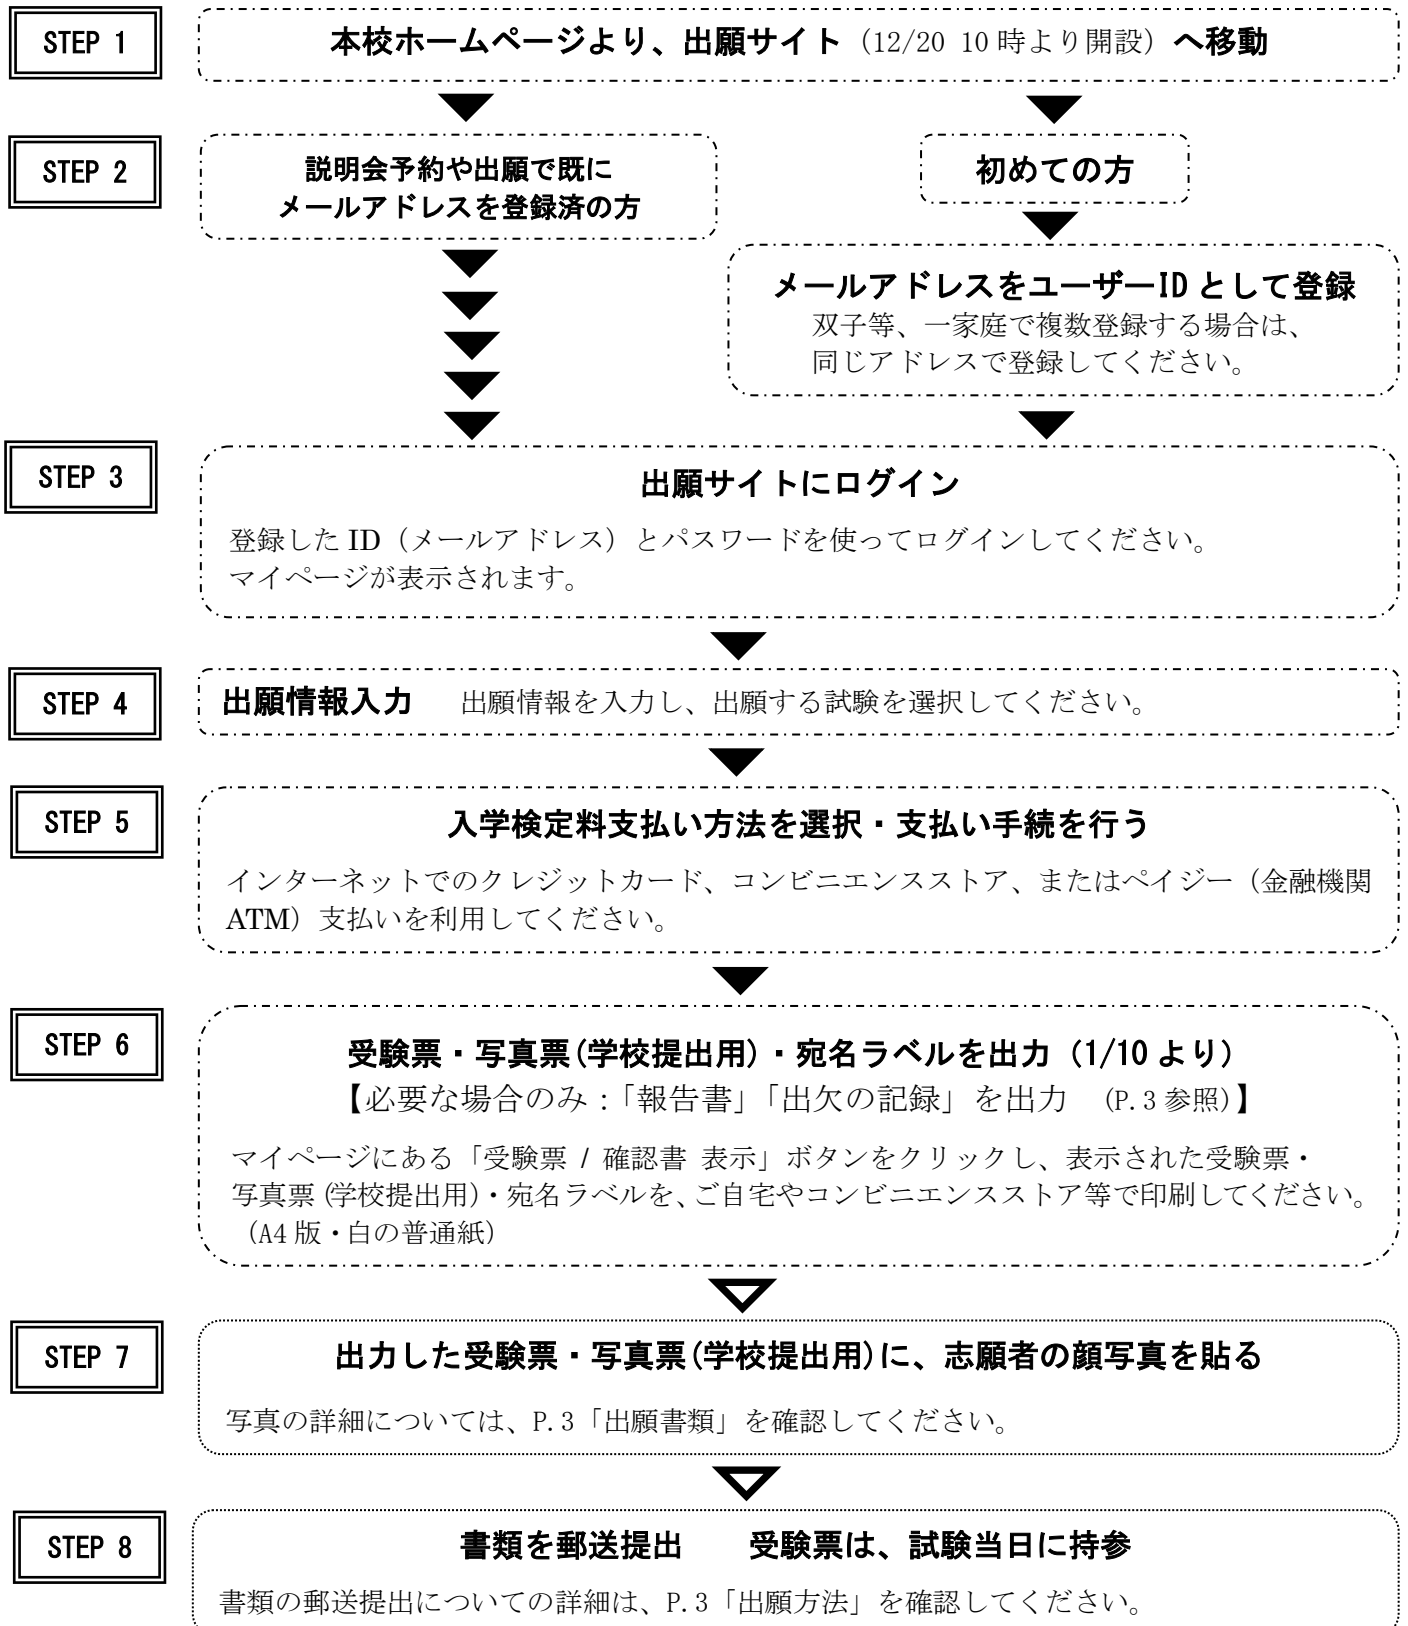 STEP 1
本校ホームページより、出願サイト（12/20 10時より開設）へ移動
STEP 2
説明会予約や出願で既に
メールアドレスを登録済の方
初めての方
メールアドレスをユーザーIDとして登録
双子等、一家庭で複数登録する場合は、
同じアドレスで登録してください。
STEP 3
出願サイトにログイン
登録したID（メールアドレス）とパスワードを使ってログインしてください。
マイページが表示されます。
STEP 4
出願情報入力　出願情報を入力し、出願する試験を選択してください。
STEP 5
入学検定料支払い方法を選択・支払い手続を行う
インターネットでのクレジットカード、コンビニエンスストア、またはペイジー（金融機関
ATM）支払いを利用してください。
STEP 6
受験票・写真票(学校提出用)・宛名ラベルを出力（1/10より）
【必要な場合のみ：「報告書」「出欠の記録」を出力　（P.3参照）】
マイページにある「受験票 / 確認書 表示」ボタンをクリックし、表示された受験票・
写真票(学校提出用)・宛名ラベルを、ご自宅やコンビニエンスストア等で印刷してください。
（A4版・白の普通紙）
STEP 7
出力した受験票・写真票(学校提出用)に、志願者の顔写真を貼る
写真の詳細については、P.3「出願書類」を確認してください。
STEP 8
書類を郵送提出　受験票は、試験当日に持参
書類の郵送提出についての詳細は、P.3「出願方法」を確認してください。